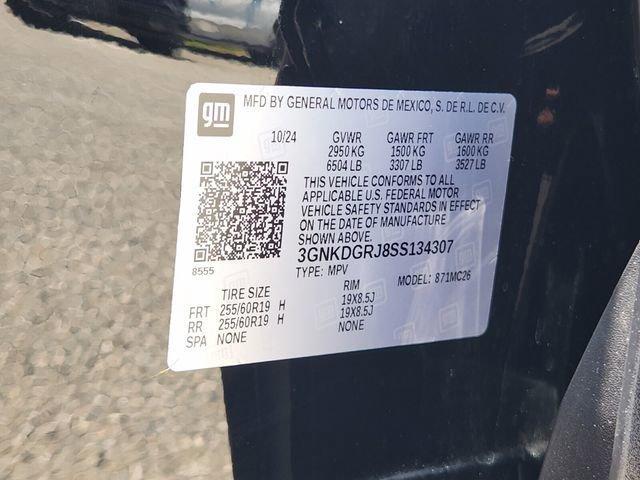 gm
MFD BY GENERAL MOTORS DE MEXICO, S. DE R.L. DE C.V.
10/24 GVWR GAWR FRT GAWR RR
2950 KG 1500 KG 1600 KG
6504 LB 3307 LB 3527 LB
THIS VEHICLE CONFORMS TO ALL
APPLICABLE U.S. FEDERAL MOTOR
VEHICLE SAFETY STANDARDS IN EFFECT
ON THE DATE OF MANUFACTURE
SHOWN ABOVE.
3GNKDGRJ8SS134307
8555
TYPE: MPV MODEL: 871MC26
TIRE SIZE RIM
FRT 255/60R19 H 19X8.5J
RR 255/60R19 H 19X8.5J
SPA NONE NONE